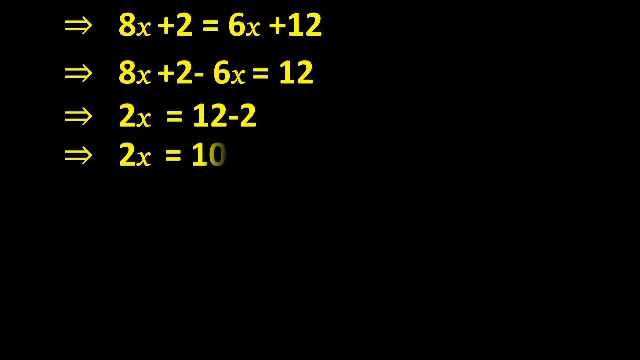 ⇒ 8x +2 = 6x +12
⇒ 8x +2- 6x = 12
⇒ 2x = 12-2
⇒ 2x = 10